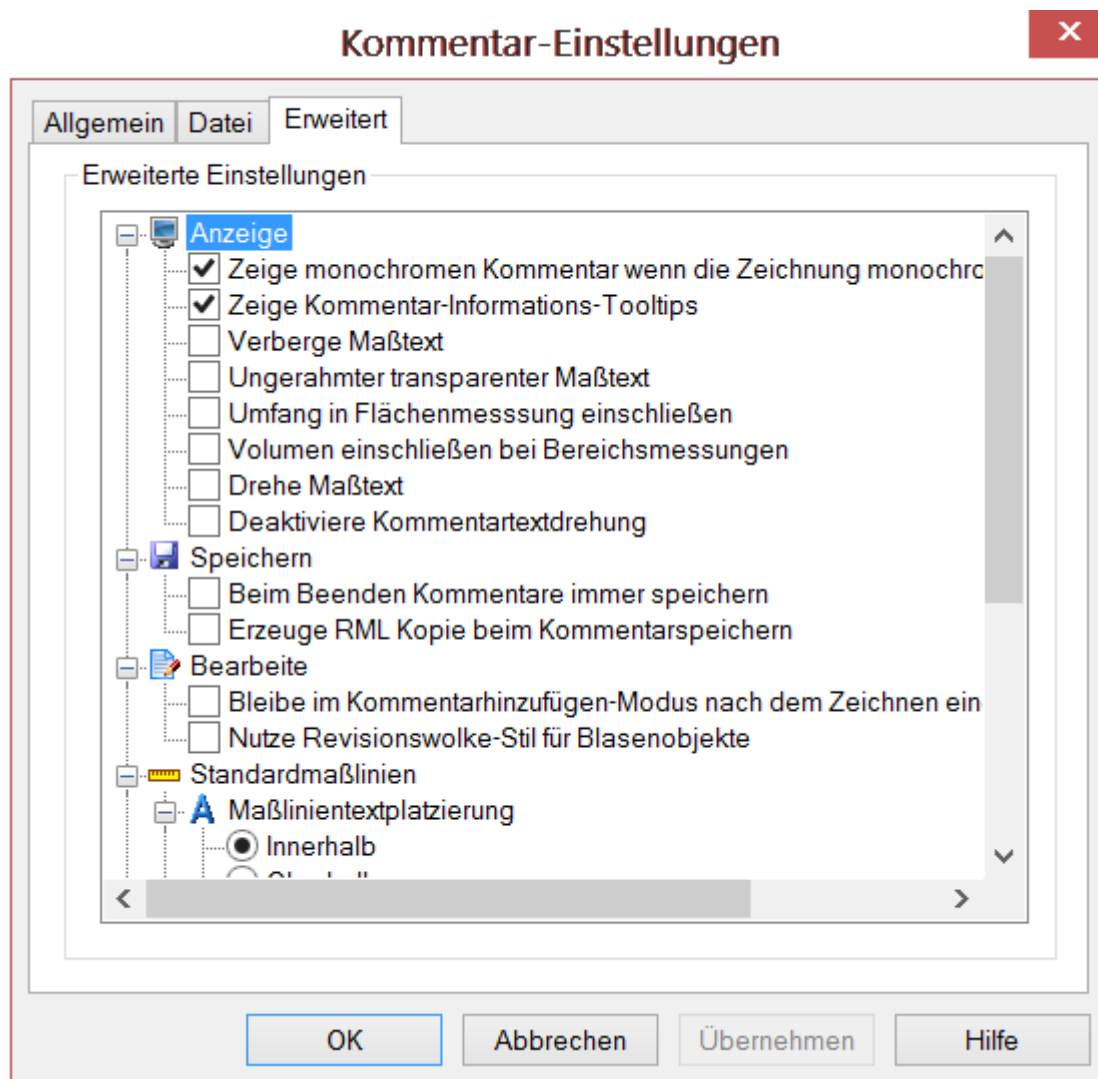 Kommentar-Einstellungen
Allgemein Datei Erweitert
Erweiterte Einstellungen
Anzeige
Zeige monochromen Kommentar wenn die Zeichnung monochro
Zeige Kommentar-Informations-Tooltips
Verberge Maßtext
Ungerahmter transparenter Maßtext
Umfang in Flächenmesssung einschließen
Volumen einschließen bei Bereichsmessungen
Drehe Maßtext
Deaktiviere Kommentartextdrehung
Speichern
Beim Beenden Kommentare immer speichern
Erzeuge RML Kopie beim Kommentarspeichern
Bearbeite
Bleibe im Kommentarhinzufügen-Modus nach dem Zeichnen ein
Nutze Revisionswolke-Stil für Blasenobjekte
Standardmaßlinien
Maßlinientextplatzierung
Innerhalb
OK Abbrechen Übernehmen Hilfe